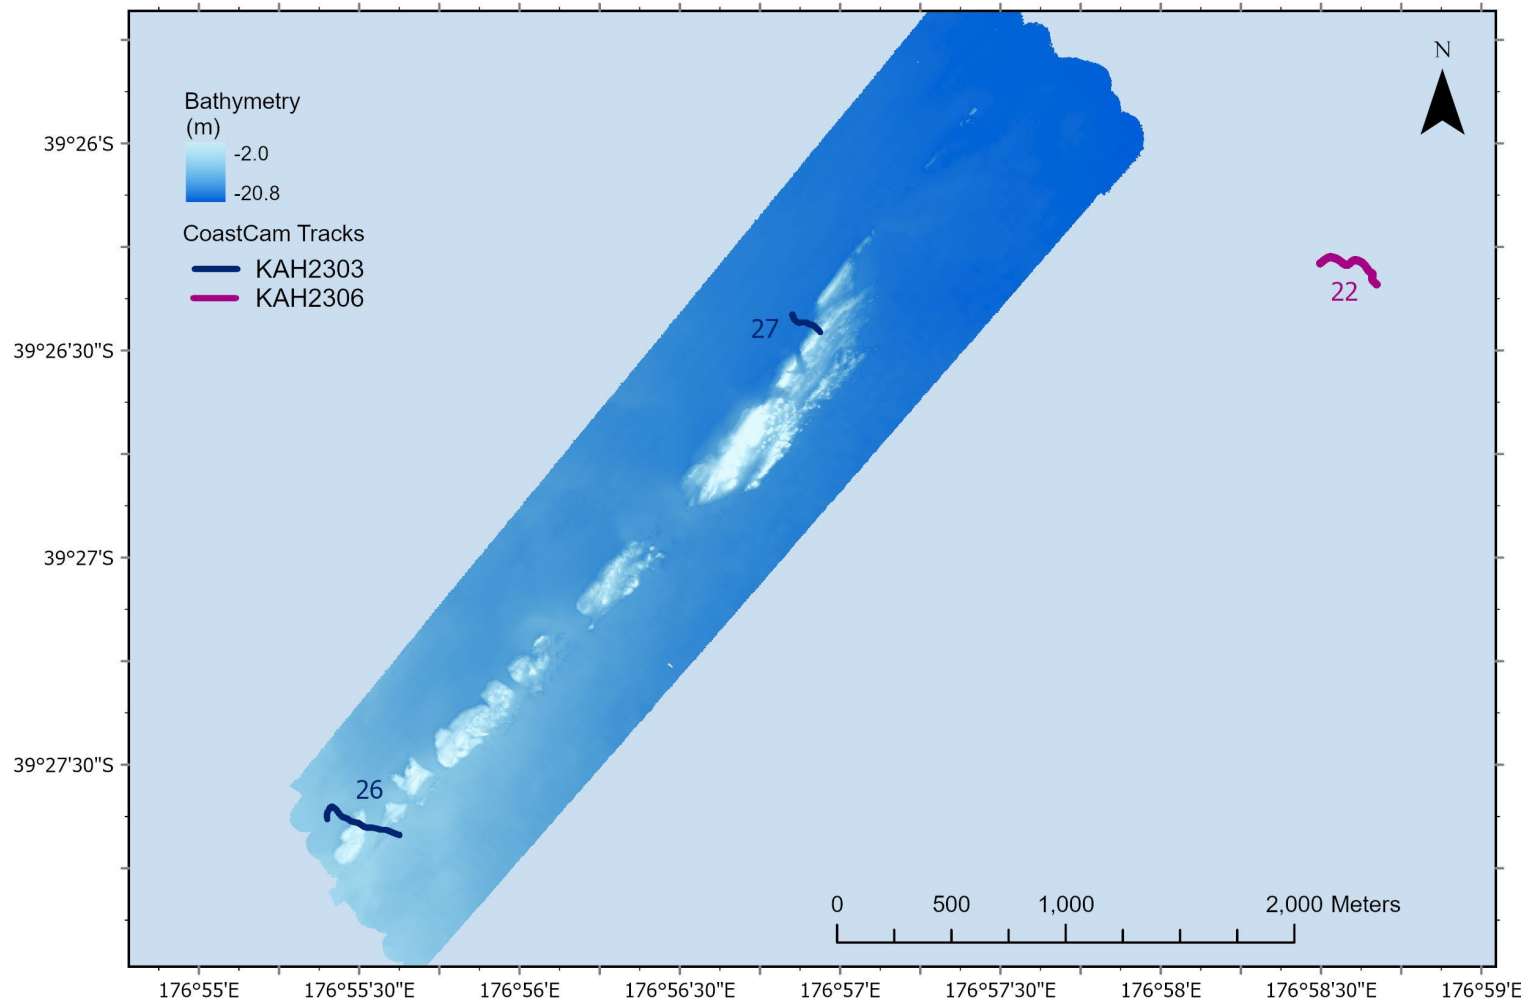 N
Bathymetry
(m)
-2.0
-20.8
CoastCam Tracks
KAH2303
KAH2306
39°26'S
39°26'30"S
39°27'S
39°27'30"S
22
27
26
0 500 1,000 2,000 Meters
176°55'E 176°55'30"E 176°56'E 176°56'30"E 176°57'E 176°57'30"E 176°58'E 176°58'30"E 176°59'E